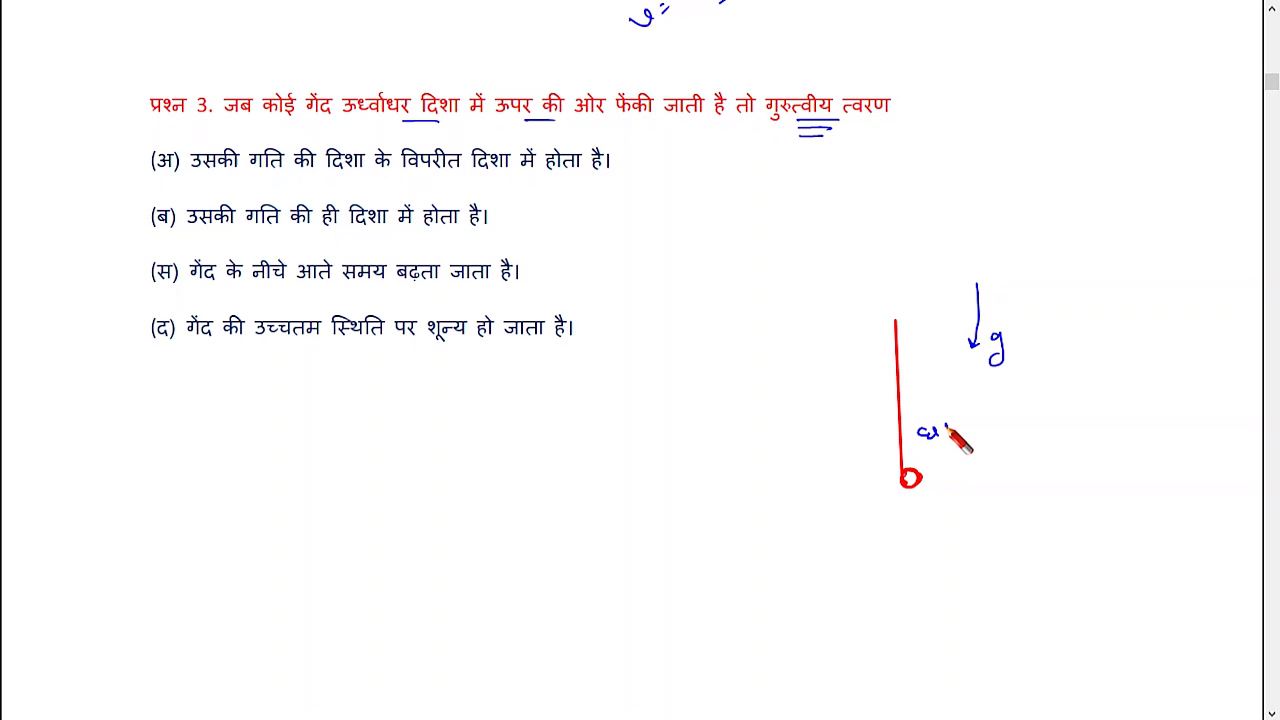 v =
प्रश्न 3. जब कोई गेंद ऊर्ध्वाधर दिशा में ऊपर की ओर फेंकी जाती है तो गुरुत्वीय त्वरण
(अ) उसकी गति की दिशा के विपरीत दिशा में होता है।
(ब) उसकी गति की ही दिशा में होता है।
(स) गेंद के नीचे आते समय बढ़ता जाता है।
(द) गेंद की उच्चतम स्थिति पर शून्य हो जाता है।
g